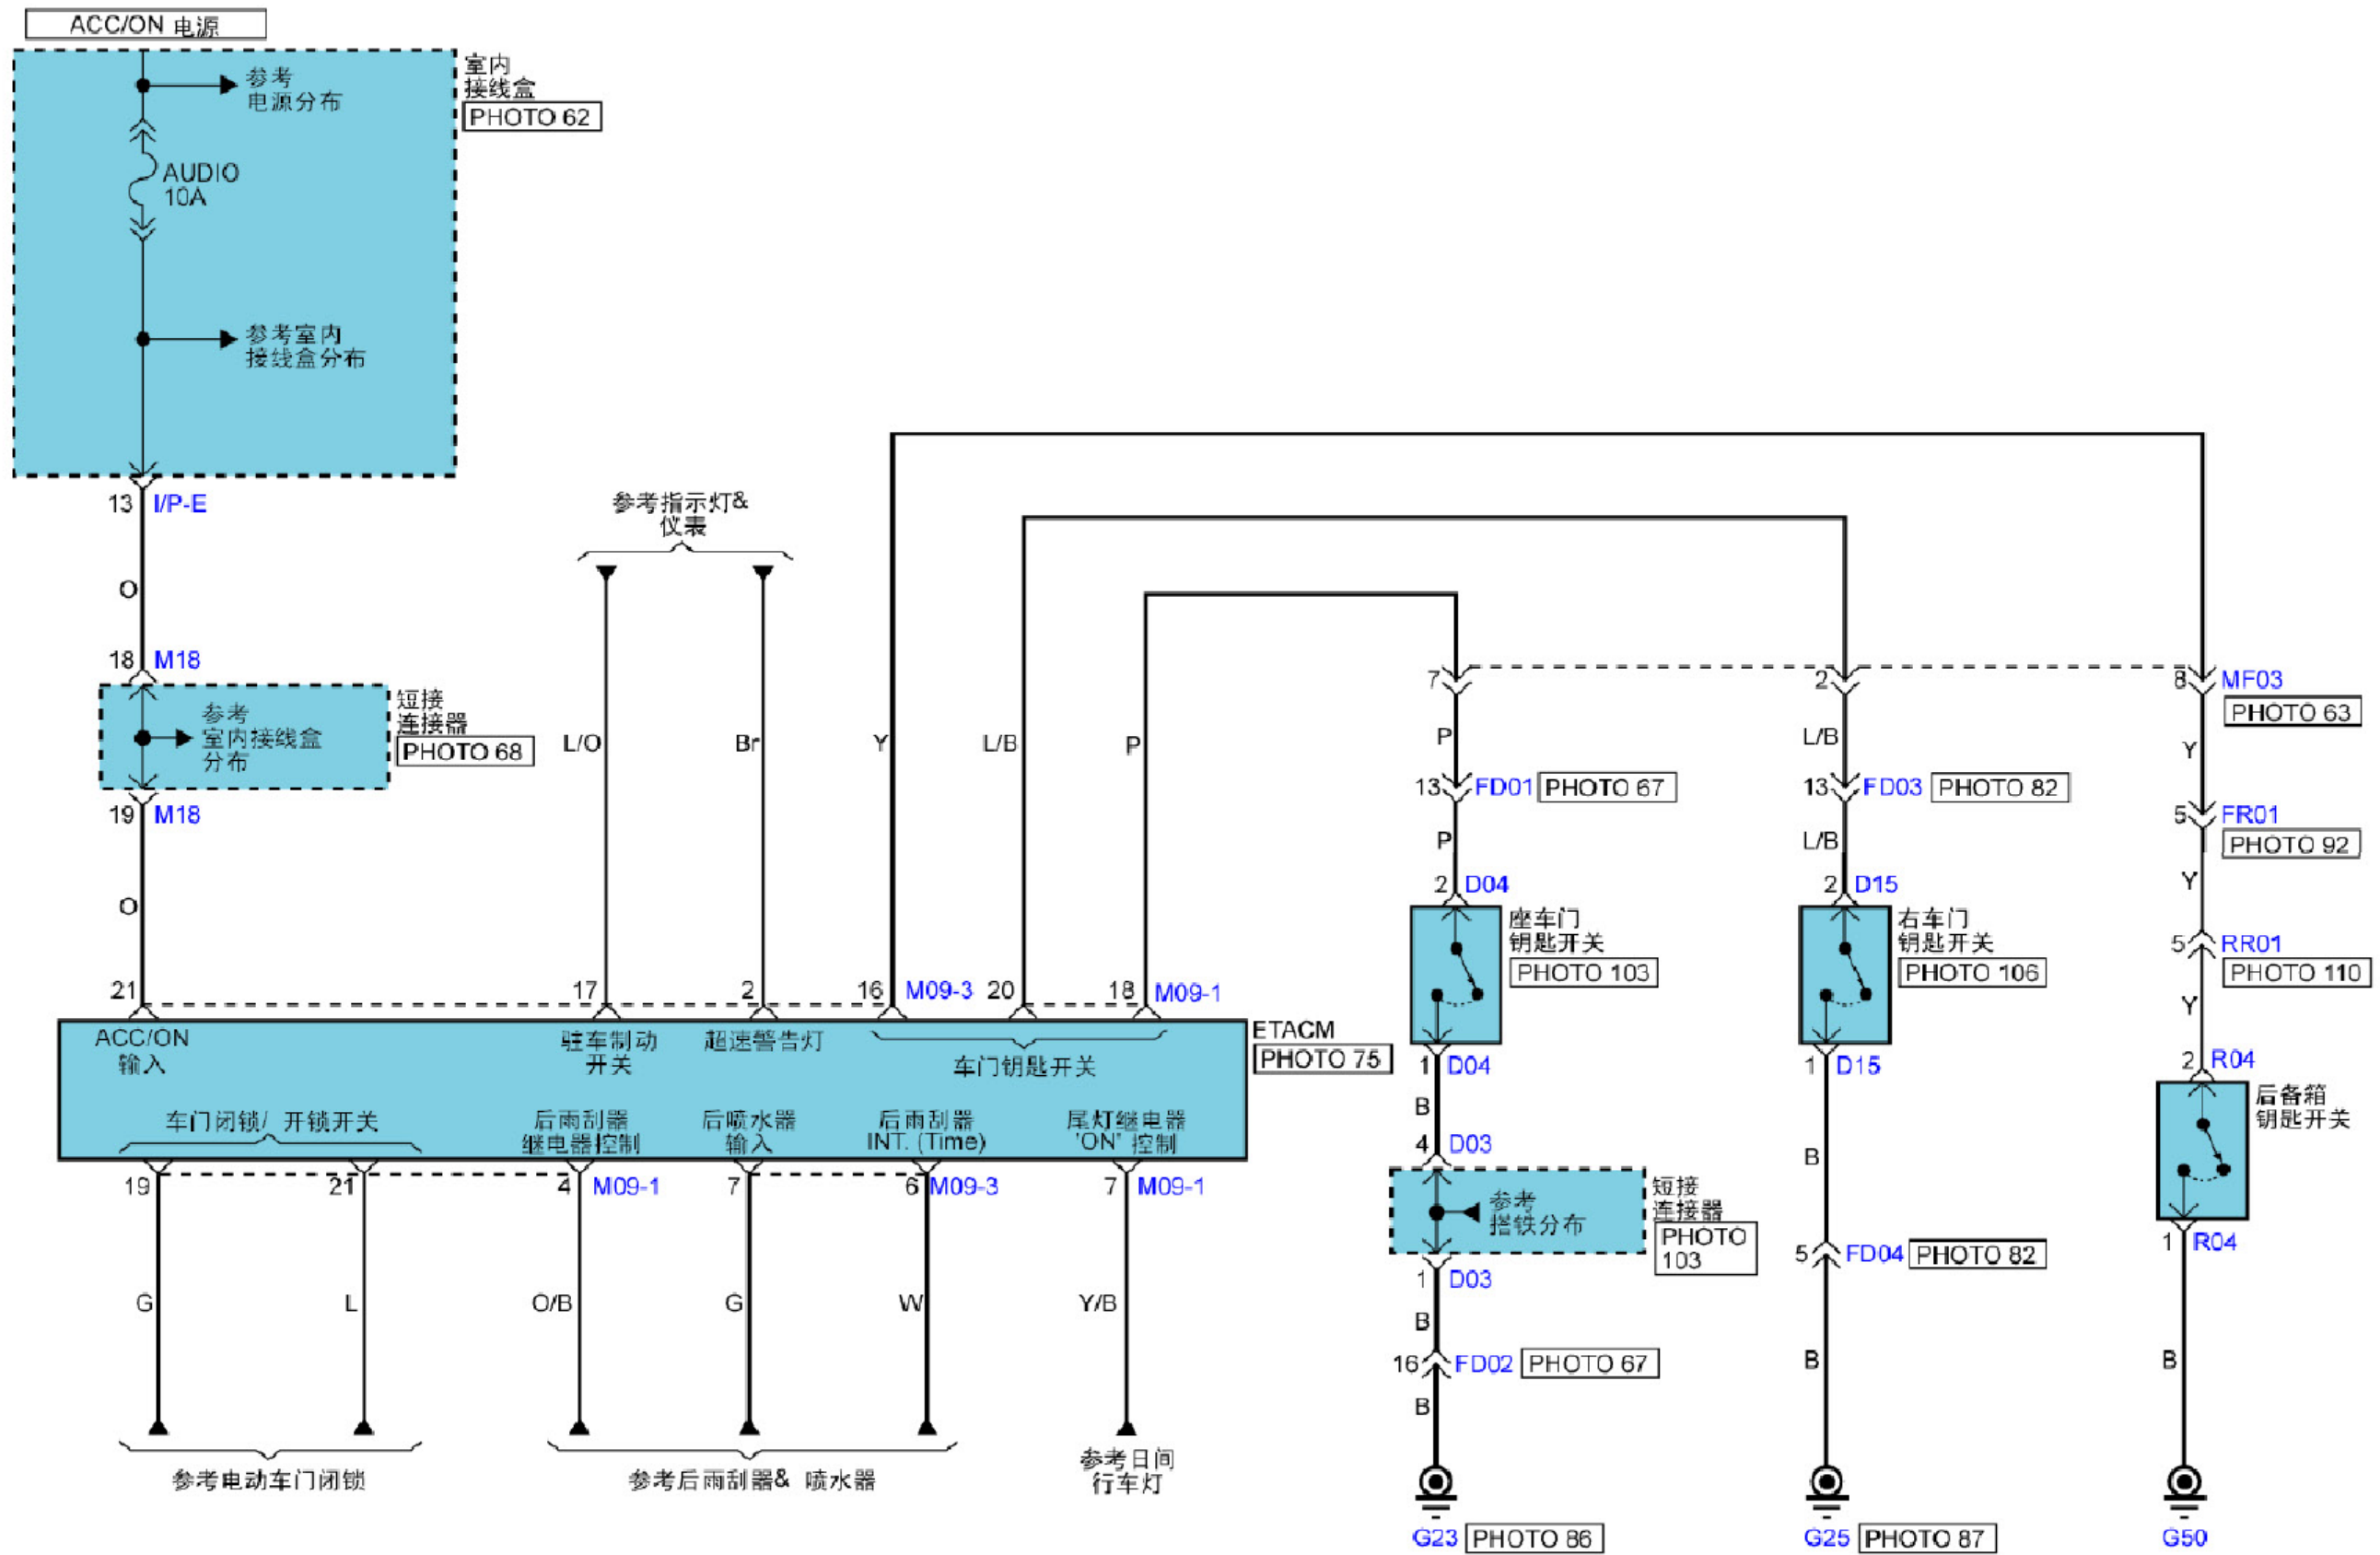 ACC/ON 电源
参考
电源分布
室内
接线盒
PHOTO 62
AUDIO
10A
参考室内
接线盒分布
13 I/P-E
O
18 M18
参考
室内接线盒
分布
短接
连接器
PHOTO 68
19 M18
O
参考指示灯&
仪表
L/O
Br
Y
L/B
P
7
2
8 MF03
PHOTO 63
P
L/B
Y
13 FD01 PHOTO 67
13 FD03 PHOTO 82
5 FR01
PHOTO 92
P
L/B
Y
2 D04
2 D15
座车门
钥匙开关
PHOTO 103
右车门
钥匙开关
PHOTO 106
5 RR01
PHOTO 110
Y
21
17
2
16 M09-3
20
18 M09-1
ACC/ON
输入
驻车制动
开关
超速警告灯
车门钥匙开关
ETACM
PHOTO 75
车门闭锁/ 开锁开关
后雨刮器
继电器控制
后喷水器
输入
后雨刮器
INT. (Time)
尾灯继电器
'ON' 控制
1 D04
1 D15
2 R04
后备箱
钥匙开关
B
4 D03
B
参考
搭铁分布
短接
连接器
PHOTO
103
19
21
4 M09-1
7
6 M09-3
7 M09-1
1 D03
5 FD04 PHOTO 82
1 R04
G
L
O/B
G
W
Y/B
B
16 FD02 PHOTO 67
B
B
B
参考电动车门闭锁
参考后雨刮器& 喷水器
参考日间
行车灯
G23 PHOTO 86
G25 PHOTO 87
G50